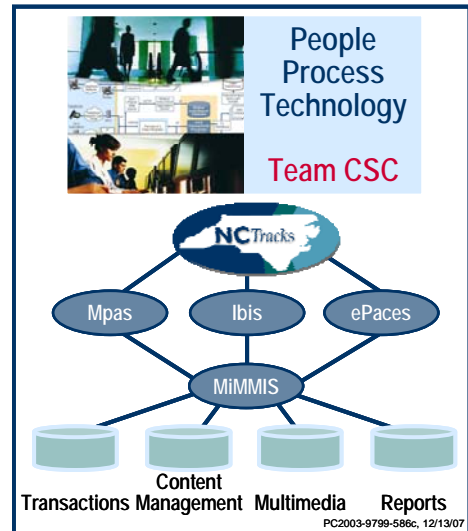 People
Process
Technology
Team CSC
NCTracks
Mpas
Ibis
ePaces
MiMMIS
Transactions
Content
Management
Multimedia
Reports
PC2003-9799-586c, 12/13/07